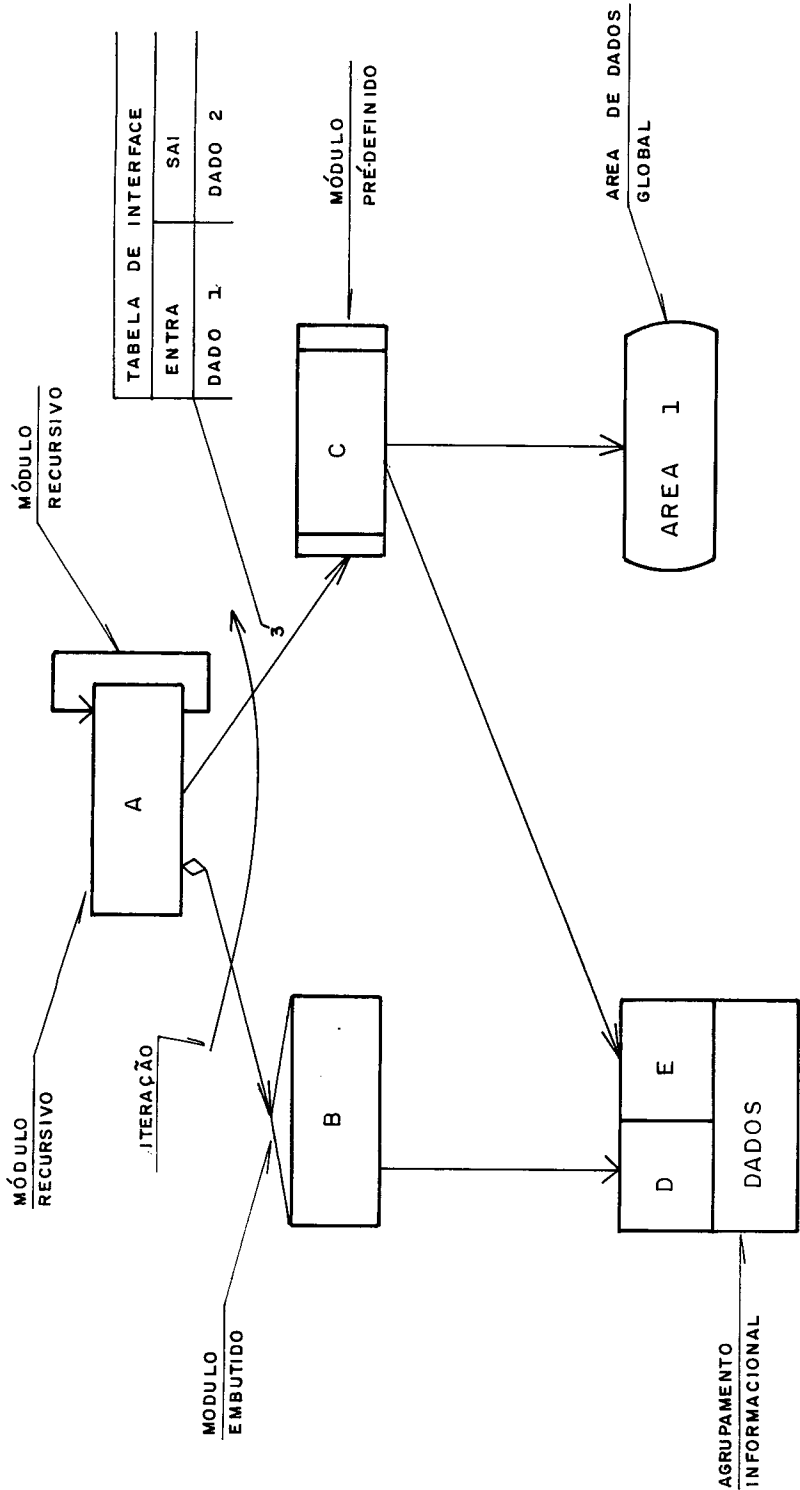 MÓDULO
RECURSIVO
MÓDULO
RECURSIVO
A
TABELA DE INTERFACE
ENTRA SAI
DADO 1 DADO 2
ITERAÇÃO
3
MODULO
EMBUTIDO
B
C
MÓDULO
PRÉ-DEFINIDO
D E
DADOS
AREA 1
AREA DE DADOS
GLOBAL
AGRUPAMENTO
INFORMACIONAL